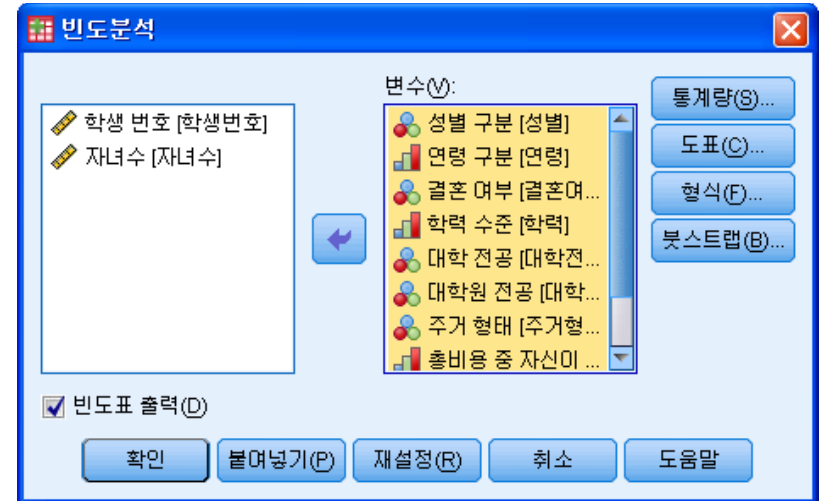 빈도분석
학생 번호 [학생번호]
자녀수 [자녀수]
변수(V):
성별 구분 [성별]
연령 구분 [연령]
결혼 여부 [결혼여...
학력 수준 [학력]
대학 전공 [대학전...
대학원 전공 [대학...
주거 형태 [주거형...
총비용 중 자신이 ...
통계량(S)...
도표(C)...
형식(F)...
붓스트랩(B)...
빈도표 출력(D)
확인
붙여넣기(P)
재설정(R)
취소
도움말